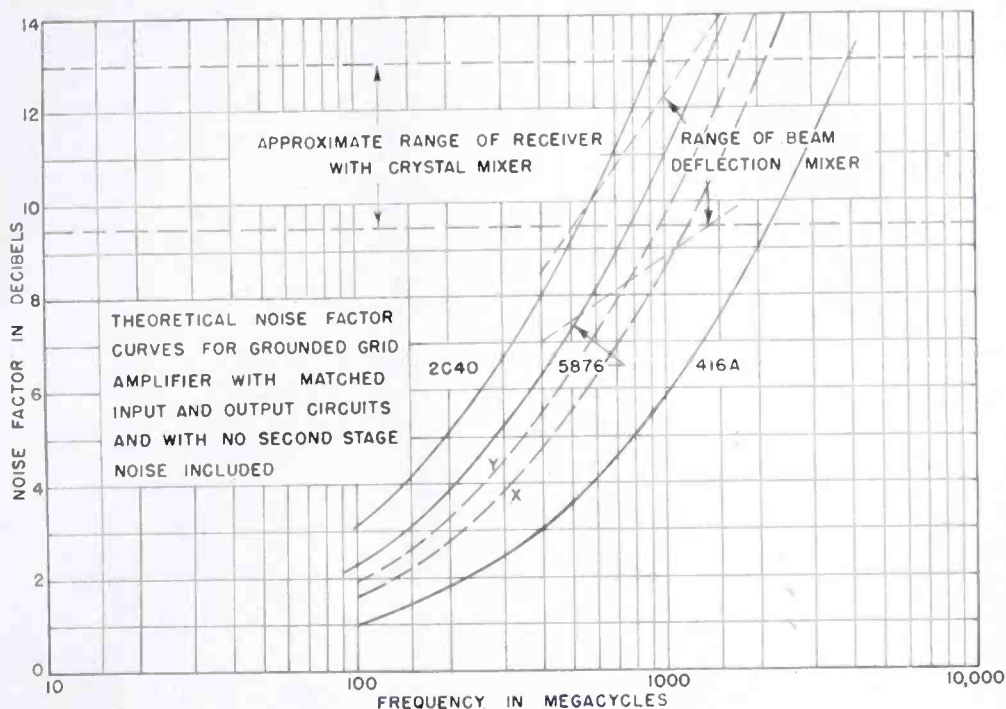 14
12
10
8
6
4
2
0
NOISE FACTOR IN DECIBELS
APPROXIMATE RANGE OF RECEIVER
WITH CRYSTAL MIXER
RANGE OF BEAM
DEFLECTION MIXER
THEORETICAL NOISE FACTOR
CURVES FOR GROUNDED GRID
AMPLIFIER WITH MATCHED
INPUT AND OUTPUT CIRCUITS
AND WITH NO SECOND STAGE
NOISE INCLUDED
2C40
5876
416A
Y
X
10
100
1000
10,000
FREQUENCY IN MEGACYCLES